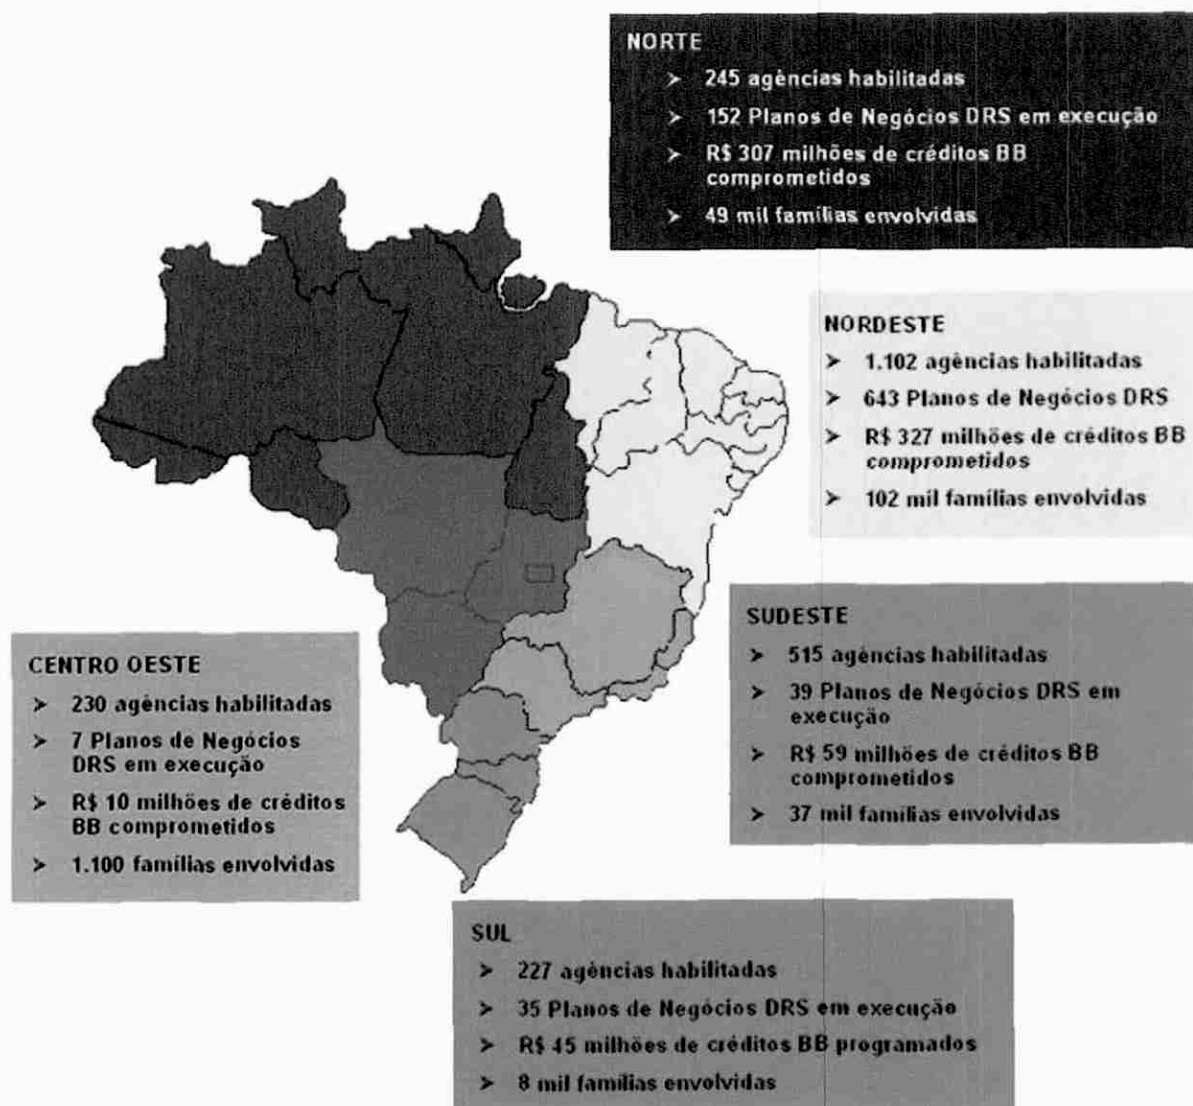 NORTE
➤ 245 agências habilitadas
➤ 152 Planos de Negócios DRS em execução
➤ R$ 307 milhões de créditos BB
comprometidos
➤ 49 mil famílias envolvidas
NORDESTE
➤ 1.102 agências habilitadas
➤ 643 Planos de Negócios DRS
➤ R$ 327 milhões de créditos BB
comprometidos
➤ 102 mil famílias envolvidas
SUDESTE
➤ 515 agências habilitadas
➤ 39 Planos de Negócios DRS em
execução
➤ R$ 59 milhões de créditos BB
comprometidos
➤ 37 mil famílias envolvidas
CENTRO OESTE
➤ 230 agências habilitadas
➤ 7 Planos de Negócios
DRS em execução
➤ R$ 10 milhões de créditos
BB comprometidos
➤ 1.100 famílias envolvidas
SUL
➤ 227 agências habilitadas
➤ 35 Planos de Negócios DRS em execução
➤ R$ 45 milhões de créditos BB programados
➤ 8 mil famílias envolvidas